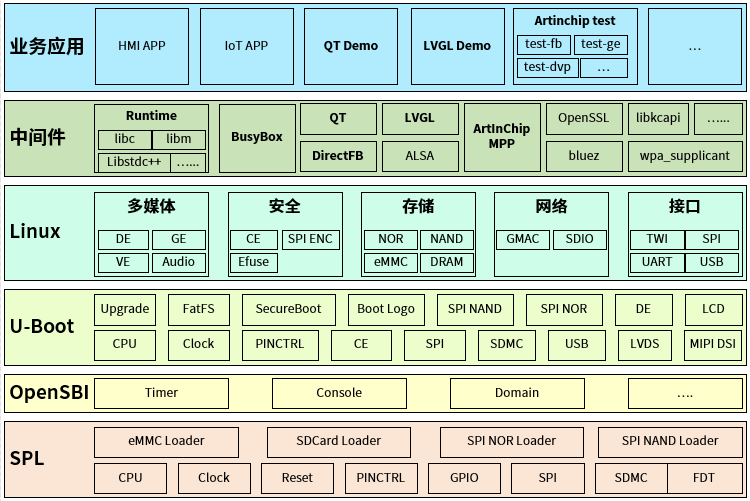 业务应用
HMI APP
IoT APP
QT Demo
LVGL Demo
Artinchip test
test-fb
test-ge
test-dvp
...
...
中间件
Runtime
libc
libm
Libstdc++
......
BusyBox
QT
LVGL
DirectFB
ALSA
ArtInChip
MPP
OpenSSL
libkcapi
......
bluez
wpa_supplicant
Linux
多媒体
DE
GE
VE
Audio
安全
CE
SPI ENC
Efuse
存储
NOR
NAND
eMMC
DRAM
网络
GMAC
SDIO
接口
TWI
SPI
UART
USB
U-Boot
Upgrade
FatFS
SecureBoot
Boot Logo
SPI NAND
SPI NOR
DE
LCD
CPU
Clock
PINCTRL
CE
SPI
SDMC
USB
LVDS
MIPI DSI
OpenSBI
Timer
Console
Domain
....
SPL
eMMC Loader
SDCard Loader
SPI NOR Loader
SPI NAND Loader
CPU
Clock
Reset
PINCTRL
GPIO
SPI
SDMC
FDT